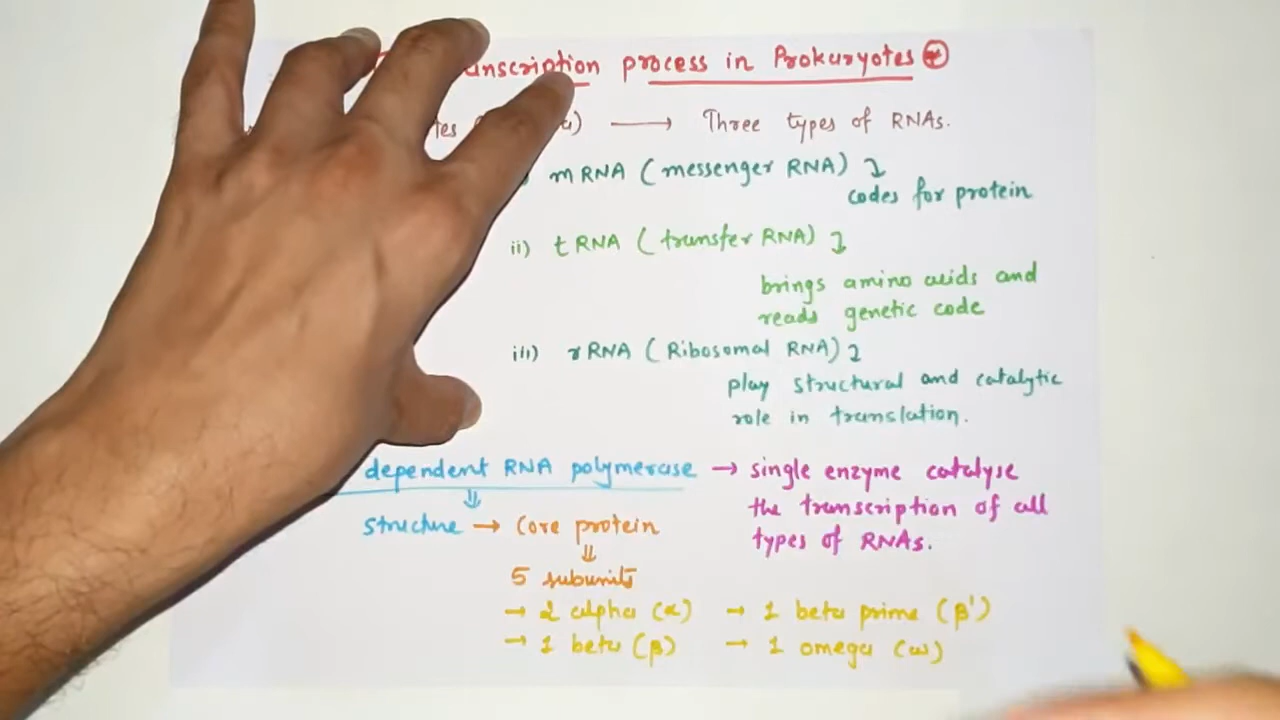 process in Prokaryotes
→ Three types of RNAs.
mRNA (messenger RNA)
codes for protein
ii) tRNA (transfer RNA)
brings amino acids and
reads genetic code
iii) rRNA (Ribosomal RNA)
play structural and catalytic
role in translation.
dependent RNA polymerase → single enzyme catalyse
the transcription of all
types of RNAs.
⇓
structure → core protein
⇓
5 subunits
→ 2 alpha (α) → 1 beta prime (β')
→ 1 beta (β) → 1 omega (ω)